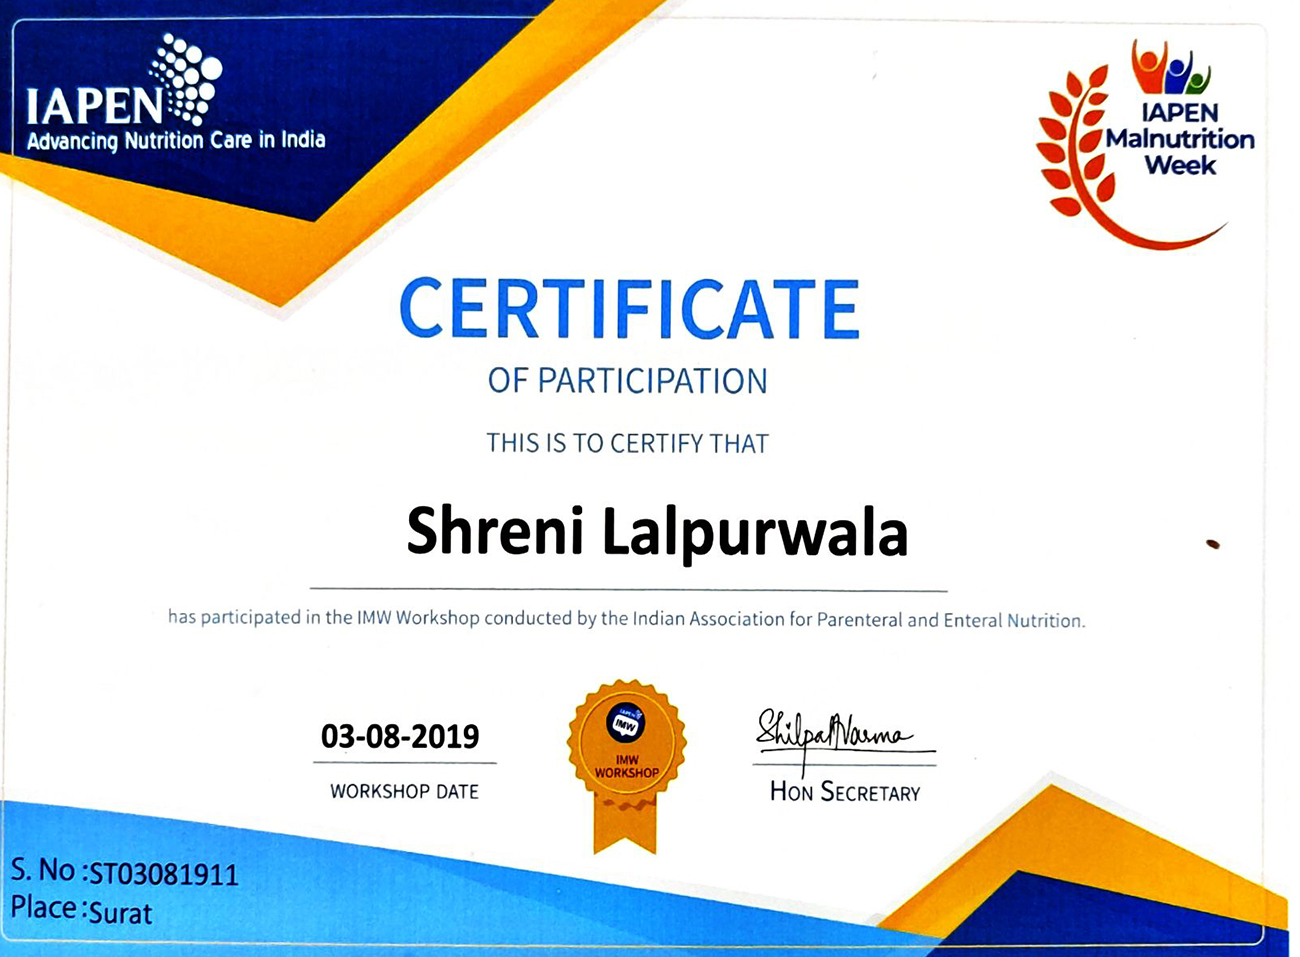 IAPEN
Advancing Nutrition Care in India
IAPEN
Malnutrition
Week
CERTIFICATE
OF PARTICIPATION
THIS IS TO CERTIFY THAT
Shreni Lalpurwala
has participated in the IMW Workshop conducted by the Indian Association for Parenteral and Enteral Nutrition.
03-08-2019
WORKSHOP DATE
IAPEN
IMW
IMW
WORKSHOP
Shilpa Varma
HON SECRETARY
S. No :ST03081911
Place :Surat